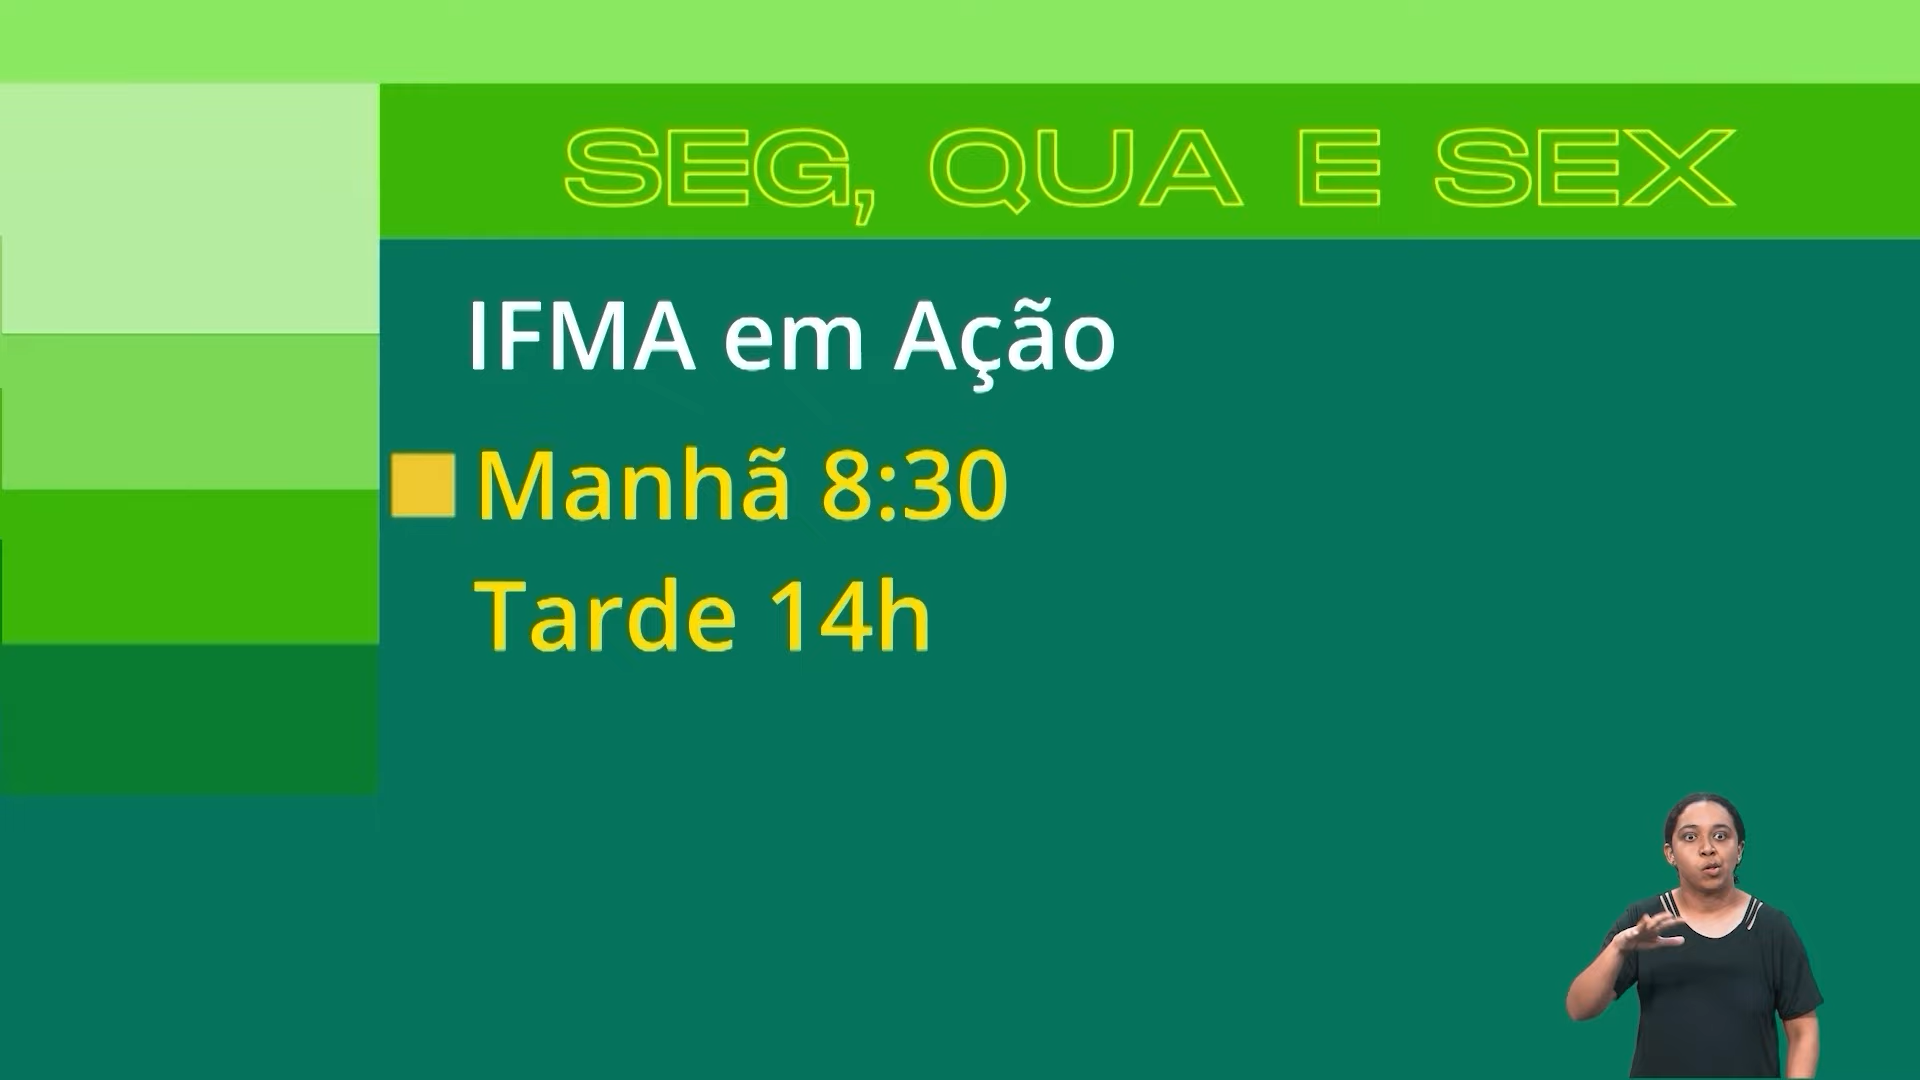 SEG, QUA E SEX
IFMA em Ação
Manhã 8:30
Tarde 14h